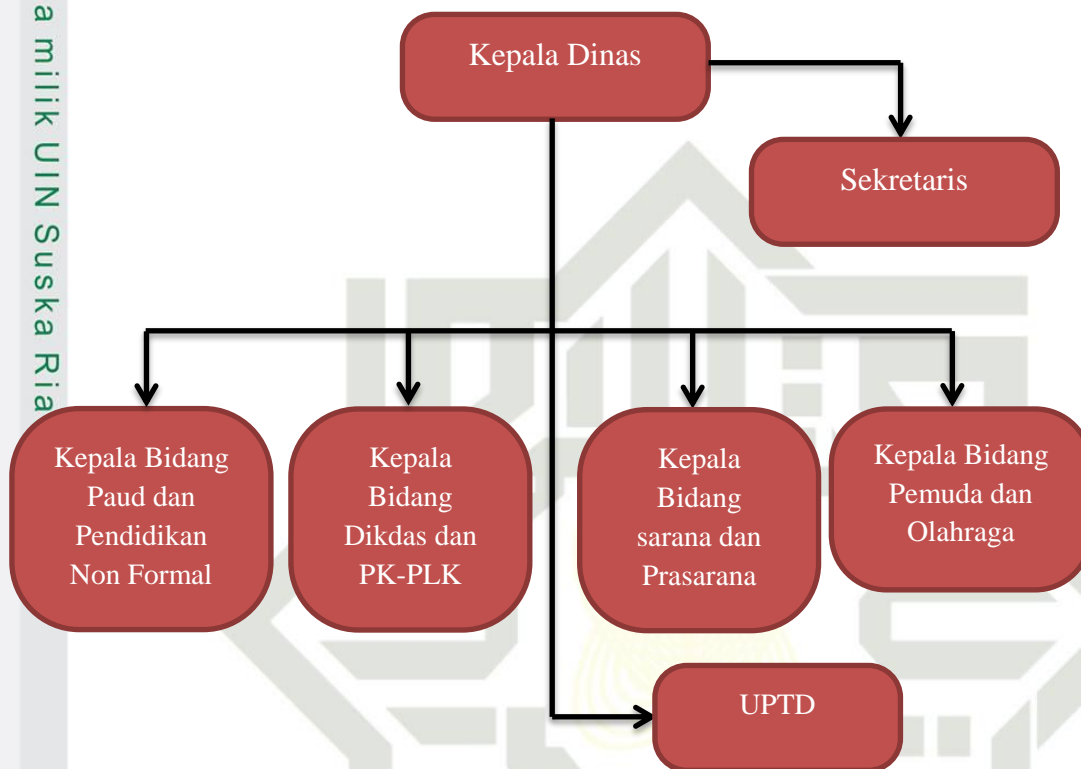 a milik UIN Suska Ria
Kepala Dinas
Sekretaris
Kepala Bidang
Paud dan
Pendidikan
Non Formal
Kepala
Bidang
Dikdas dan
PK-PLK
Kepala
Bidang
sarana dan
Prasarana
Kepala Bidang
Pemuda dan
Olahraga
UPTD